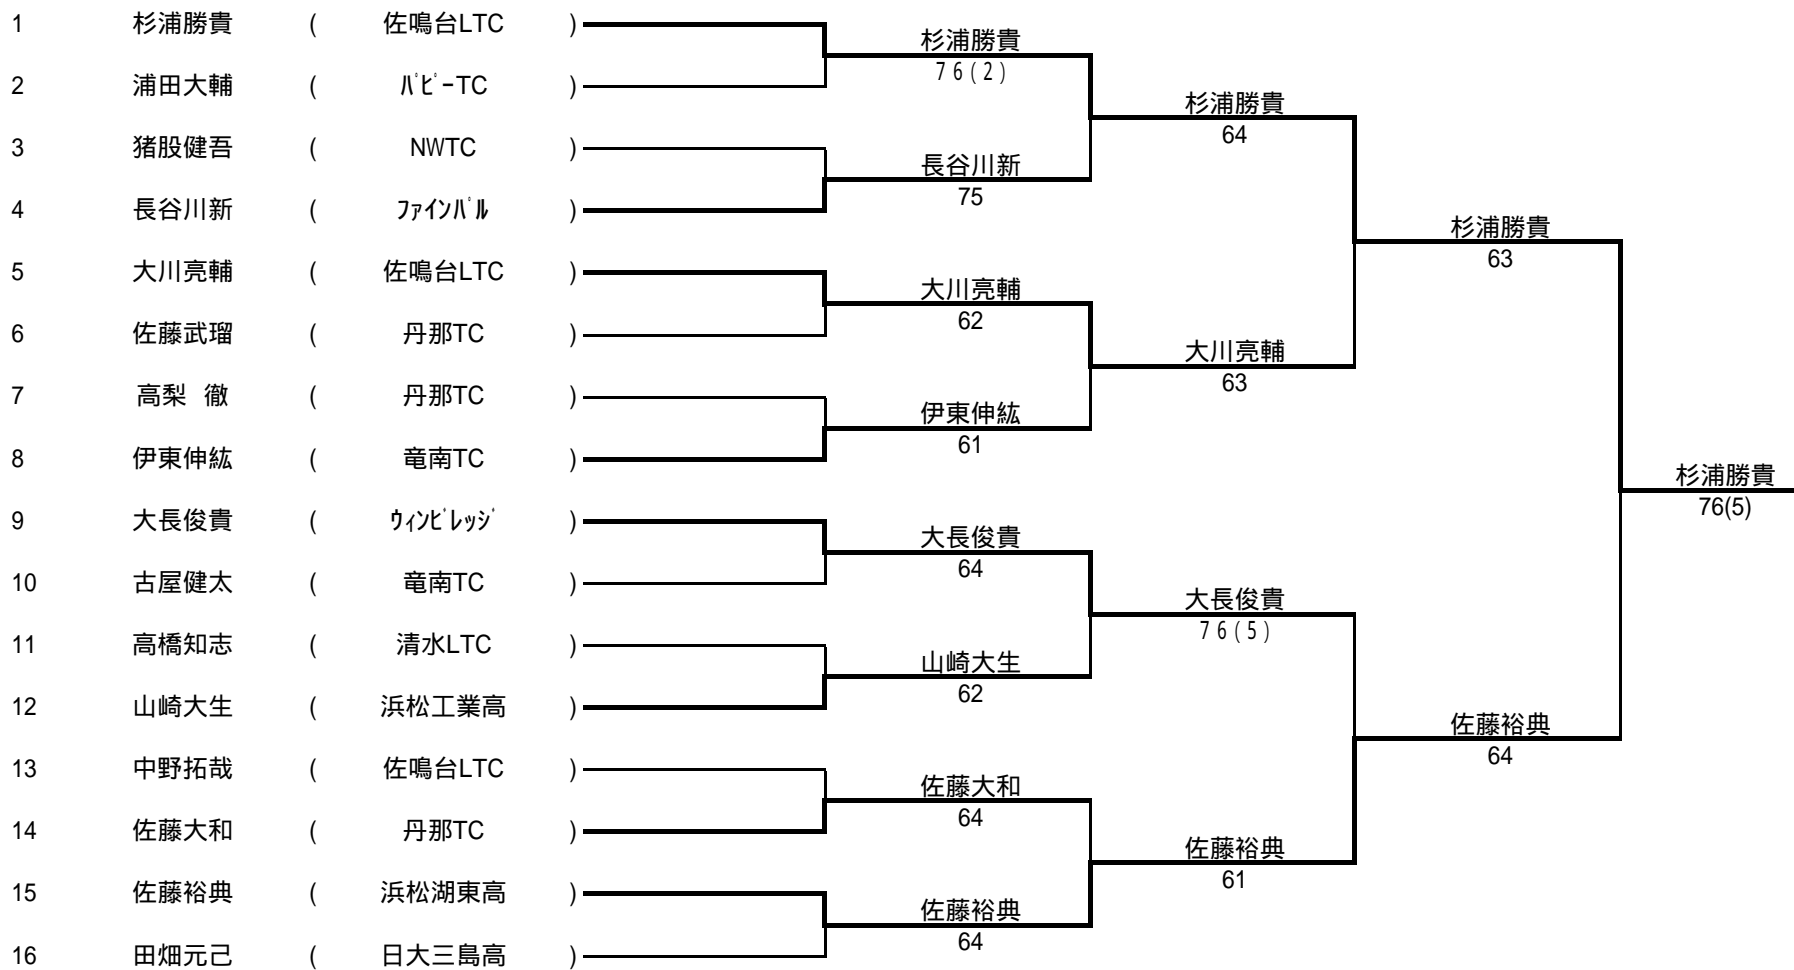 1 杉浦勝貴 ( 佐鳴台LTC )
杉浦勝貴
76(2)
2 浦田大輔 ( パピーTC )
杉浦勝貴
64
3 猪股健吾 ( NWTC )
長谷川新
75
4 長谷川新 ( ファインパル )
杉浦勝貴
63
5 大川亮輔 ( 佐鳴台LTC )
大川亮輔
62
6 佐藤武瑠 ( 丹那TC )
大川亮輔
63
7 高梨 徹 ( 丹那TC )
伊東伸紘
61
8 伊東伸紘 ( 竜南TC )
杉浦勝貴
76(5)
9 大長俊貴 ( ウィンビレッジ )
大長俊貴
64
10 古屋健太 ( 竜南TC )
大長俊貴
76(5)
11 高橋知志 ( 清水LTC )
山崎大生
62
12 山崎大生 ( 浜松工業高 )
佐藤裕典
64
13 中野拓哉 ( 佐鳴台LTC )
佐藤大和
64
14 佐藤大和 ( 丹那TC )
佐藤裕典
61
15 佐藤裕典 ( 浜松湖東高 )
佐藤裕典
64
16 田畑元己 ( 日大三島高 )